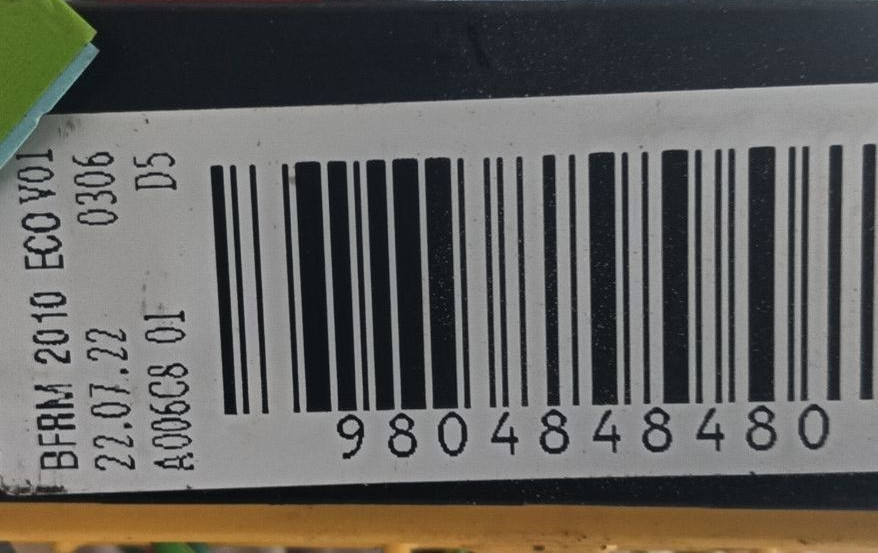 BFRM 2010 ECO V01
22.07.22 0306
A006C8 01 D5
9804848480